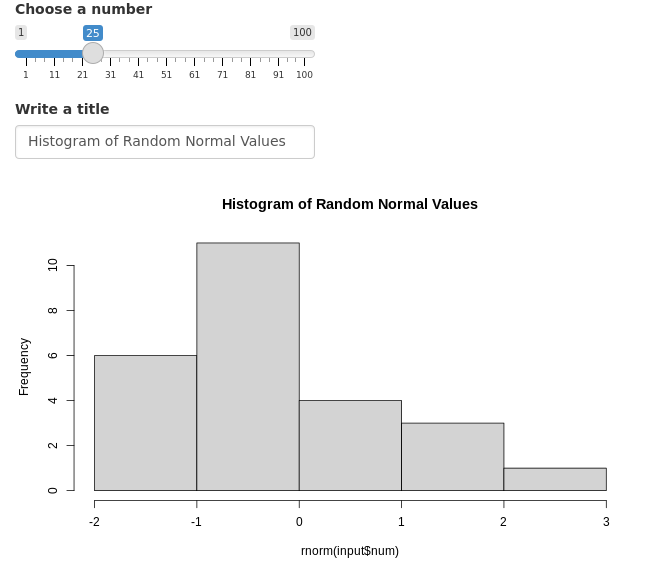 Choose a number
1 25 100
1 11 21 31 41 51 61 71 81 91 100
Write a title
Histogram of Random Normal Values
Histogram of Random Normal Values
10
8
6
4
2
0
Frequency
-2 -1 0 1 2 3
rnorm(input$num)